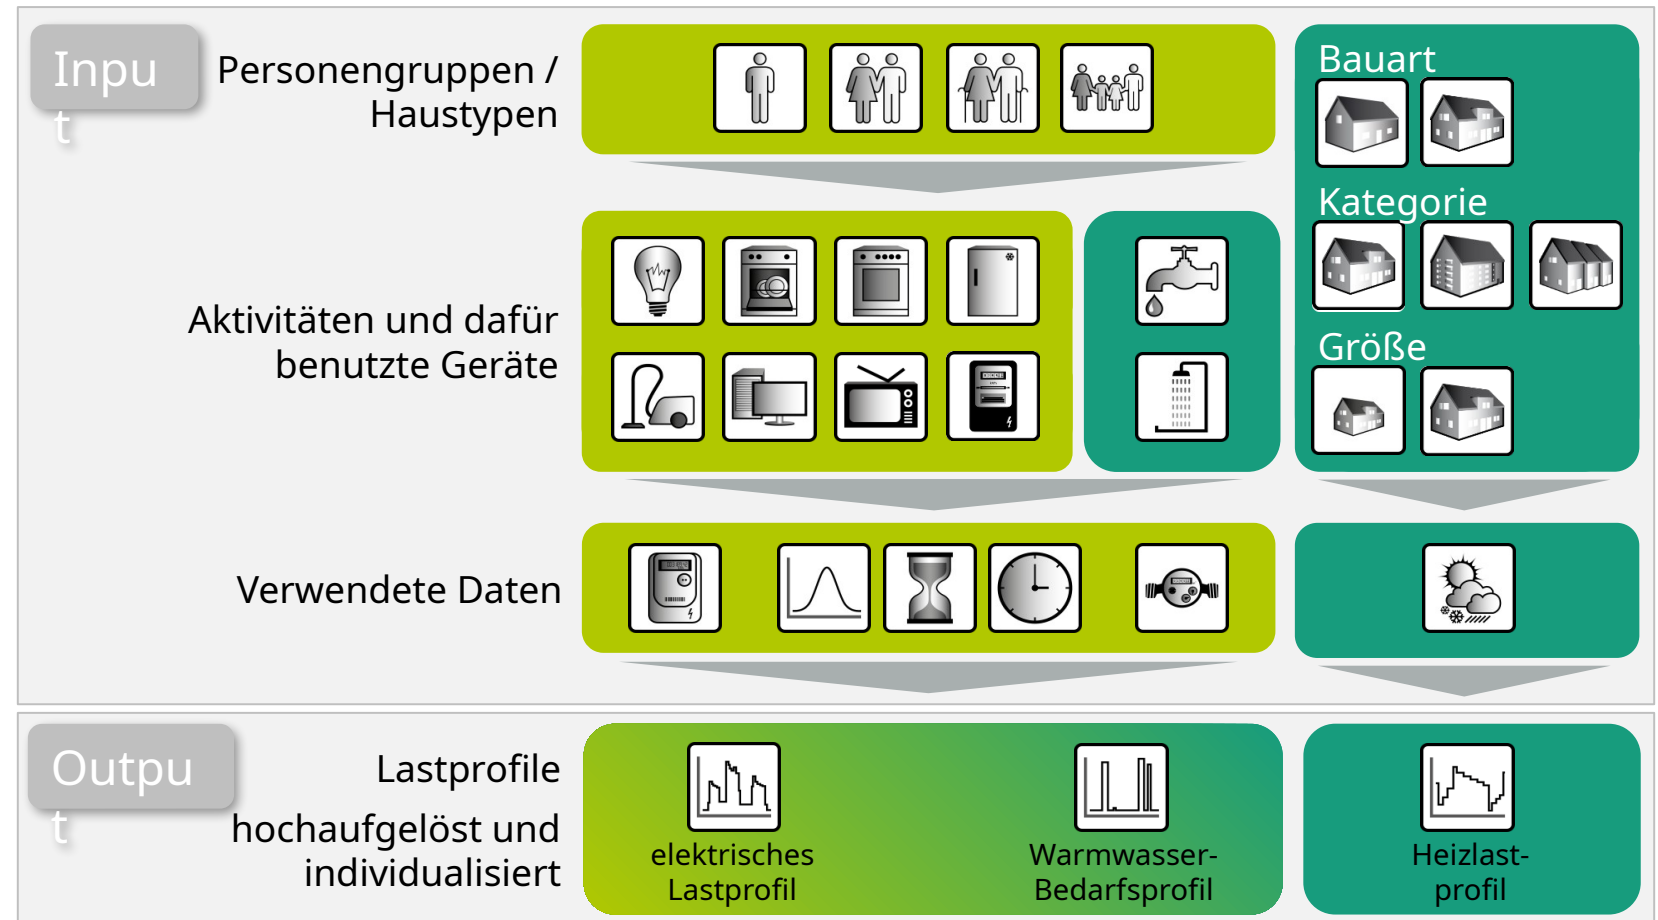 Inpu
t
Personengruppen /
Haustypen
Bauart
Kategorie
Größe
Aktivitäten und dafür
benutzte Geräte
Verwendete Daten
Outpu
t
Lastprofile
hochaufgelöst und
individualisiert
elektrisches
Lastprofil
Warmwasser-
Bedarfsprofil
Heizlast-
profil